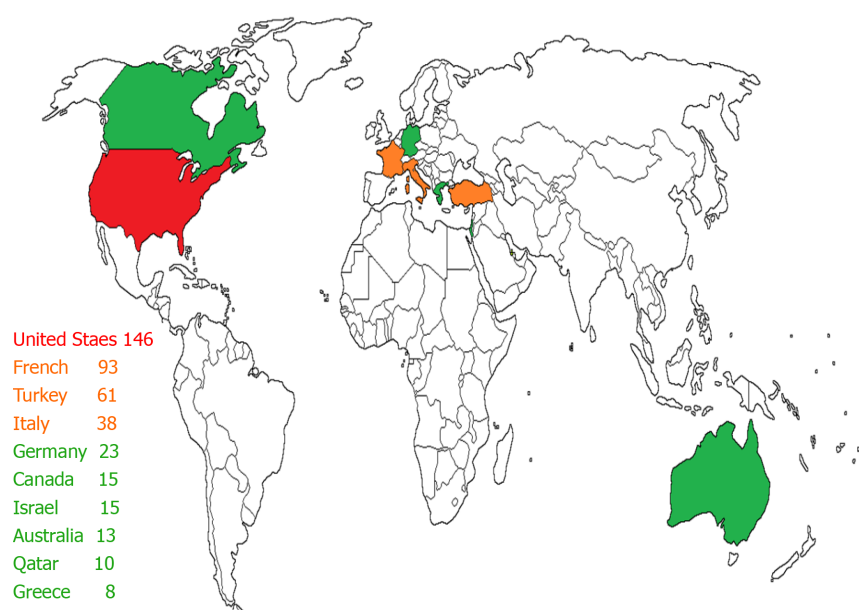 United Staes 146
French 93
Turkey 61
Italy 38
Germany 23
Canada 15
Israel 15
Australia 13
Qatar 10
Greece 8